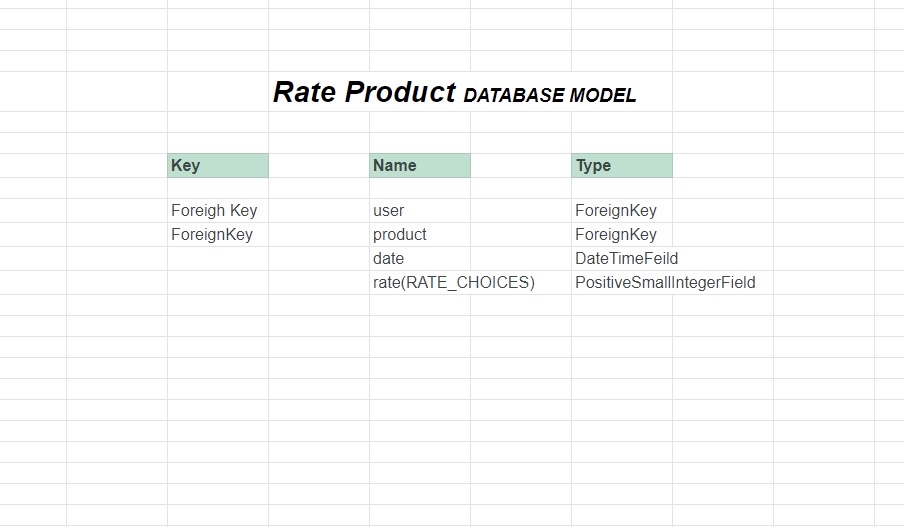 Rate Product DATABASE MODEL
Key Name Type
Foreigh Key user ForeignKey
ForeignKey product ForeignKey
date DateTimeFeild
rate(RATE_CHOICES) PositiveSmallIntegerField